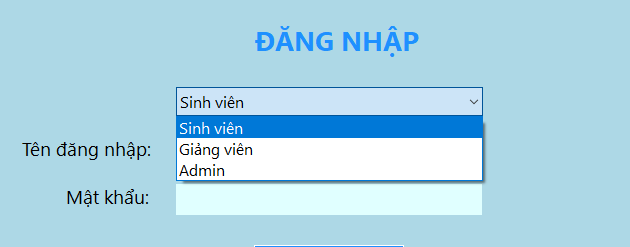 ĐĂNG NHẬP
Sinh viên
Sinh viên
Tên đăng nhập:
Giảng viên
Admin
Mật khẩu: